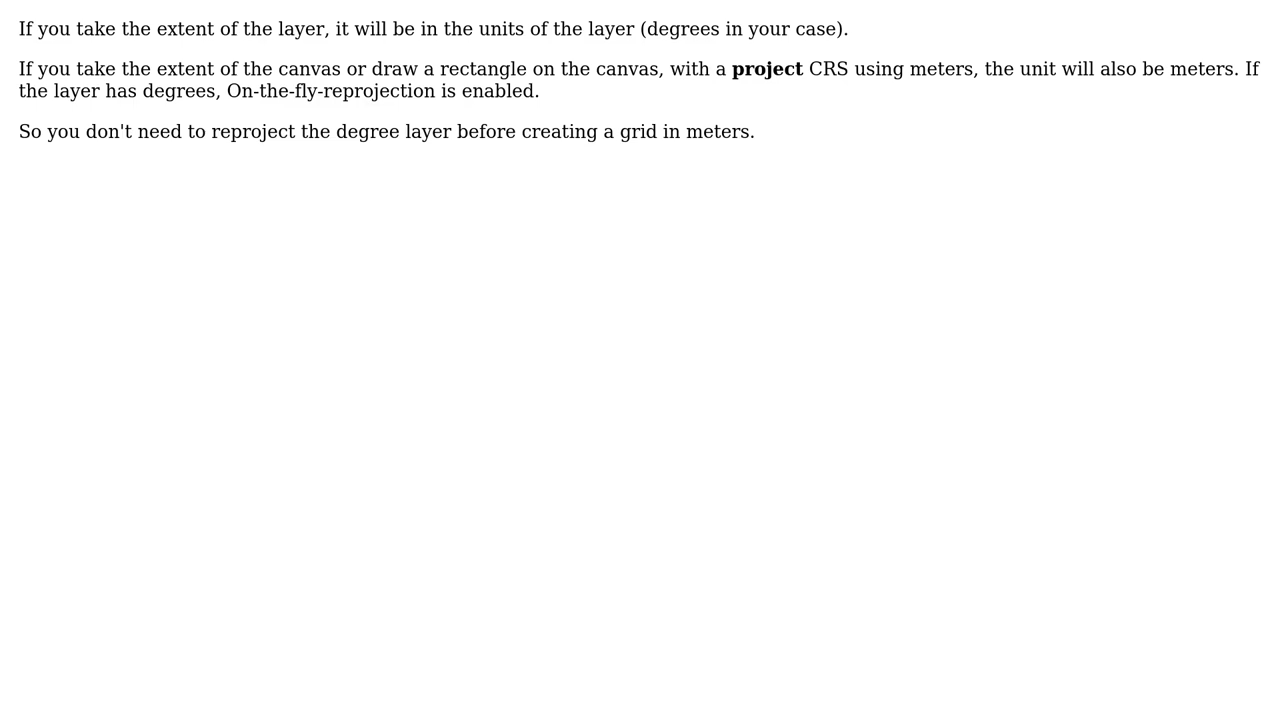 If you take the extent of the layer, it will be in the units of the layer (degrees in your case).
If you take the extent of the canvas or draw a rectangle on the canvas, with a project CRS using meters, the unit will also be meters. If
the layer has degrees, On-the-fly-reprojection is enabled.
So you don't need to reproject the degree layer before creating a grid in meters.